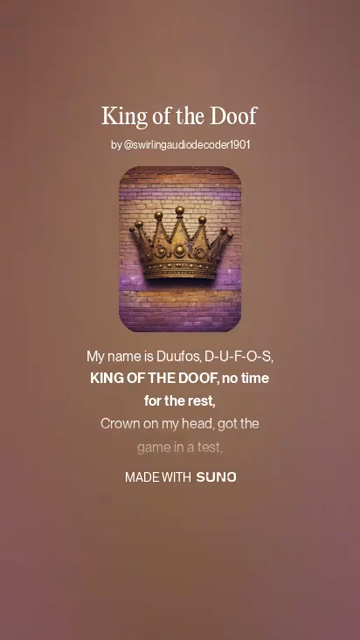 King of the Doof
by @swirlingaudiodecoder1901
My name is Duufos, D-U-F-O-S,
KING OF THE DOOF, no time
for the rest,
Crown on my head, got the
game in a test,
MADE WITH SUNO